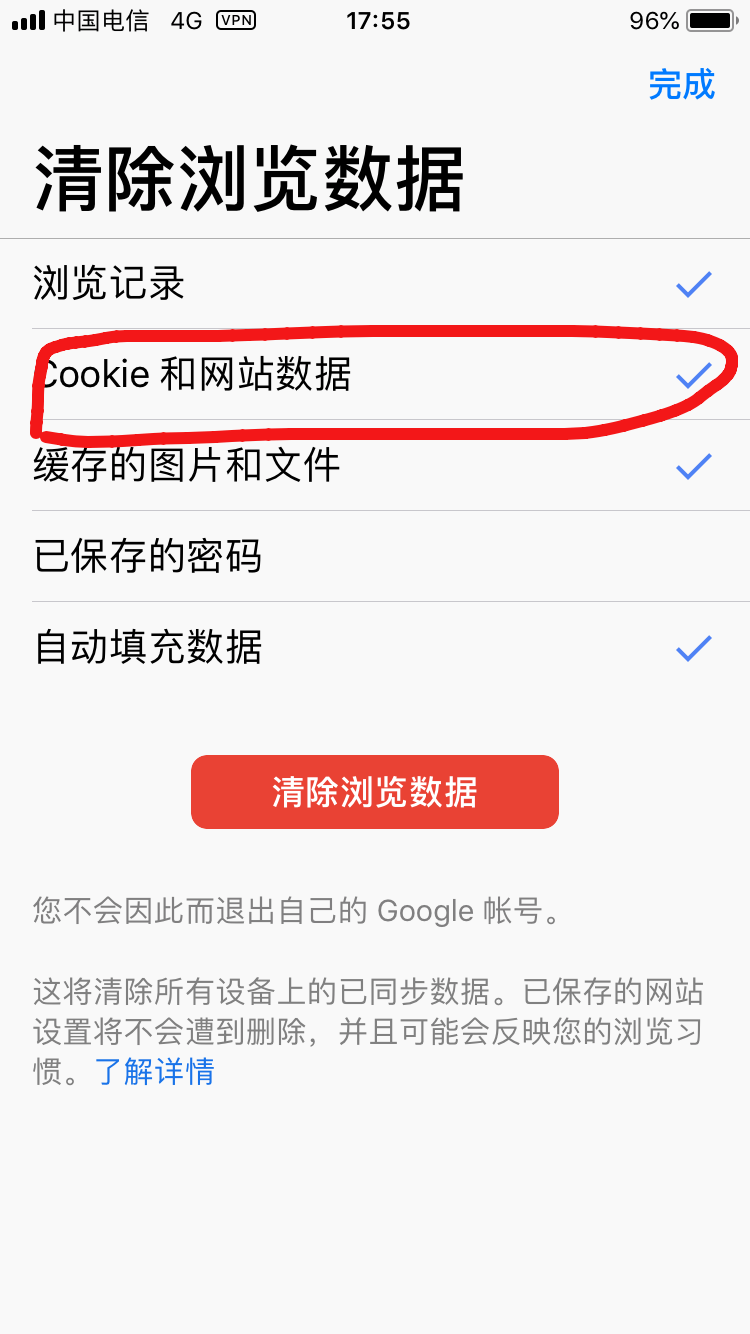 中国电信 4G VPN 17:55 96%
完成
清除浏览数据
浏览记录
Cookie 和网站数据
缓存的图片和文件
已保存的密码
自动填充数据
清除浏览数据
您不会因此而退出自己的 Google 帐号。
这将清除所有设备上的已同步数据。已保存的网站
设置将不会遭到删除，并且可能会反映您的浏览习
惯。了解详情